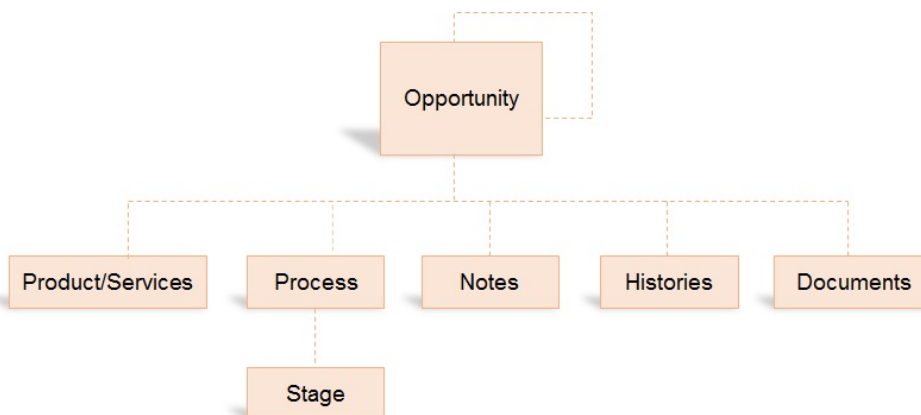 Opportunity
Product/Services
Process
Notes
Histories
Documents
Stage